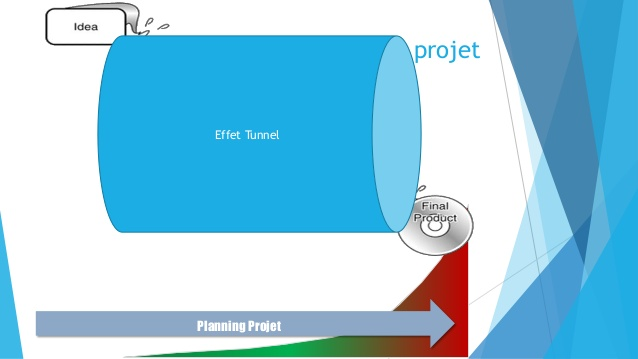 Idea
projet
Effet Tunnel
Final
Product
Planning Projet